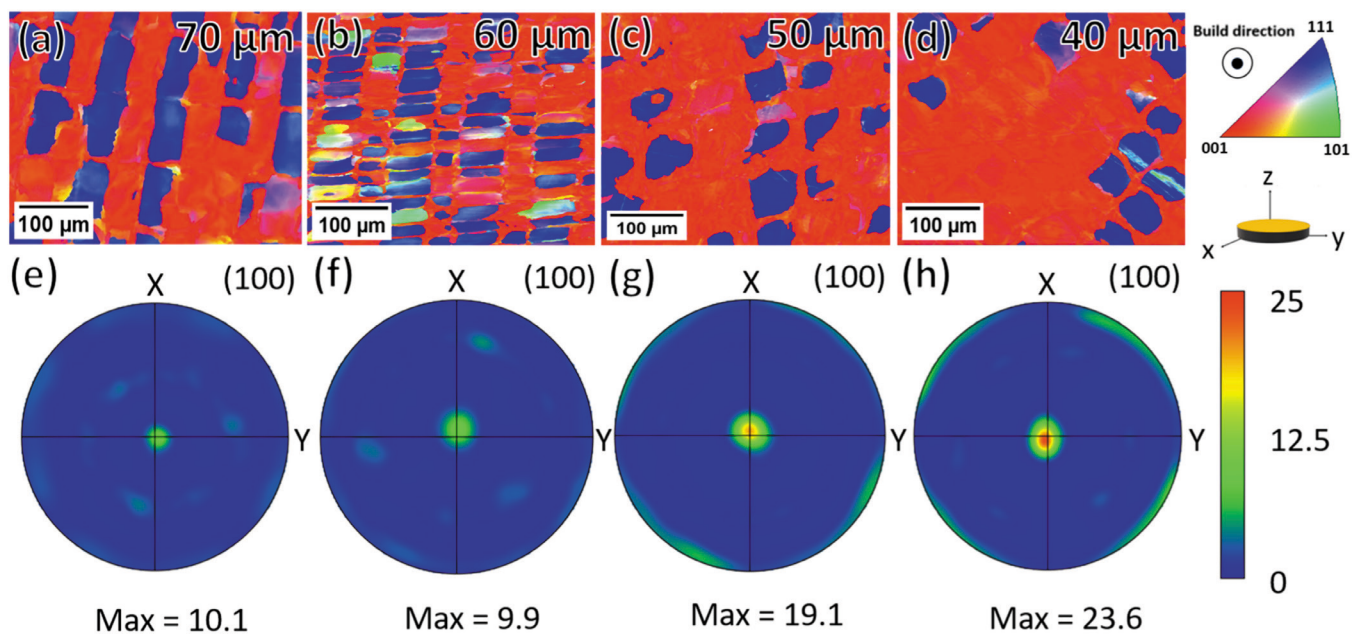 (a) 70 µm
(b) 60 µm
(c) 50 µm
(d) 40 µm
Build direction
111
001
101
100 µm
100 µm
100 µm
100 µm
z
x
y
(e) X (100)
(f) X (100)
(g) X (100)
(h) X (100)
Y
Y
Y
Y
25
12.5
0
Max = 10.1
Max = 9.9
Max = 19.1
Max = 23.6